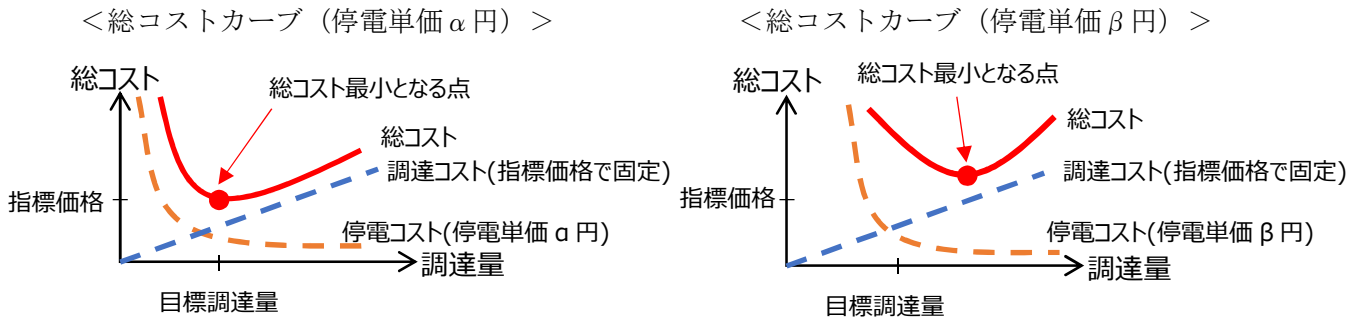 ＜総コストカーブ（停電単価α円）＞
総コスト
総コスト最小となる点
総コスト
調達コスト(指標価格で固定)
指標価格
停電コスト(停電単価 α 円)
調達量
目標調達量
＜総コストカーブ（停電単価β円）＞
総コスト
総コスト最小となる点
総コスト
調達コスト(指標価格で固定)
指標価格
停電コスト(停電単価 β 円)
調達量
目標調達量